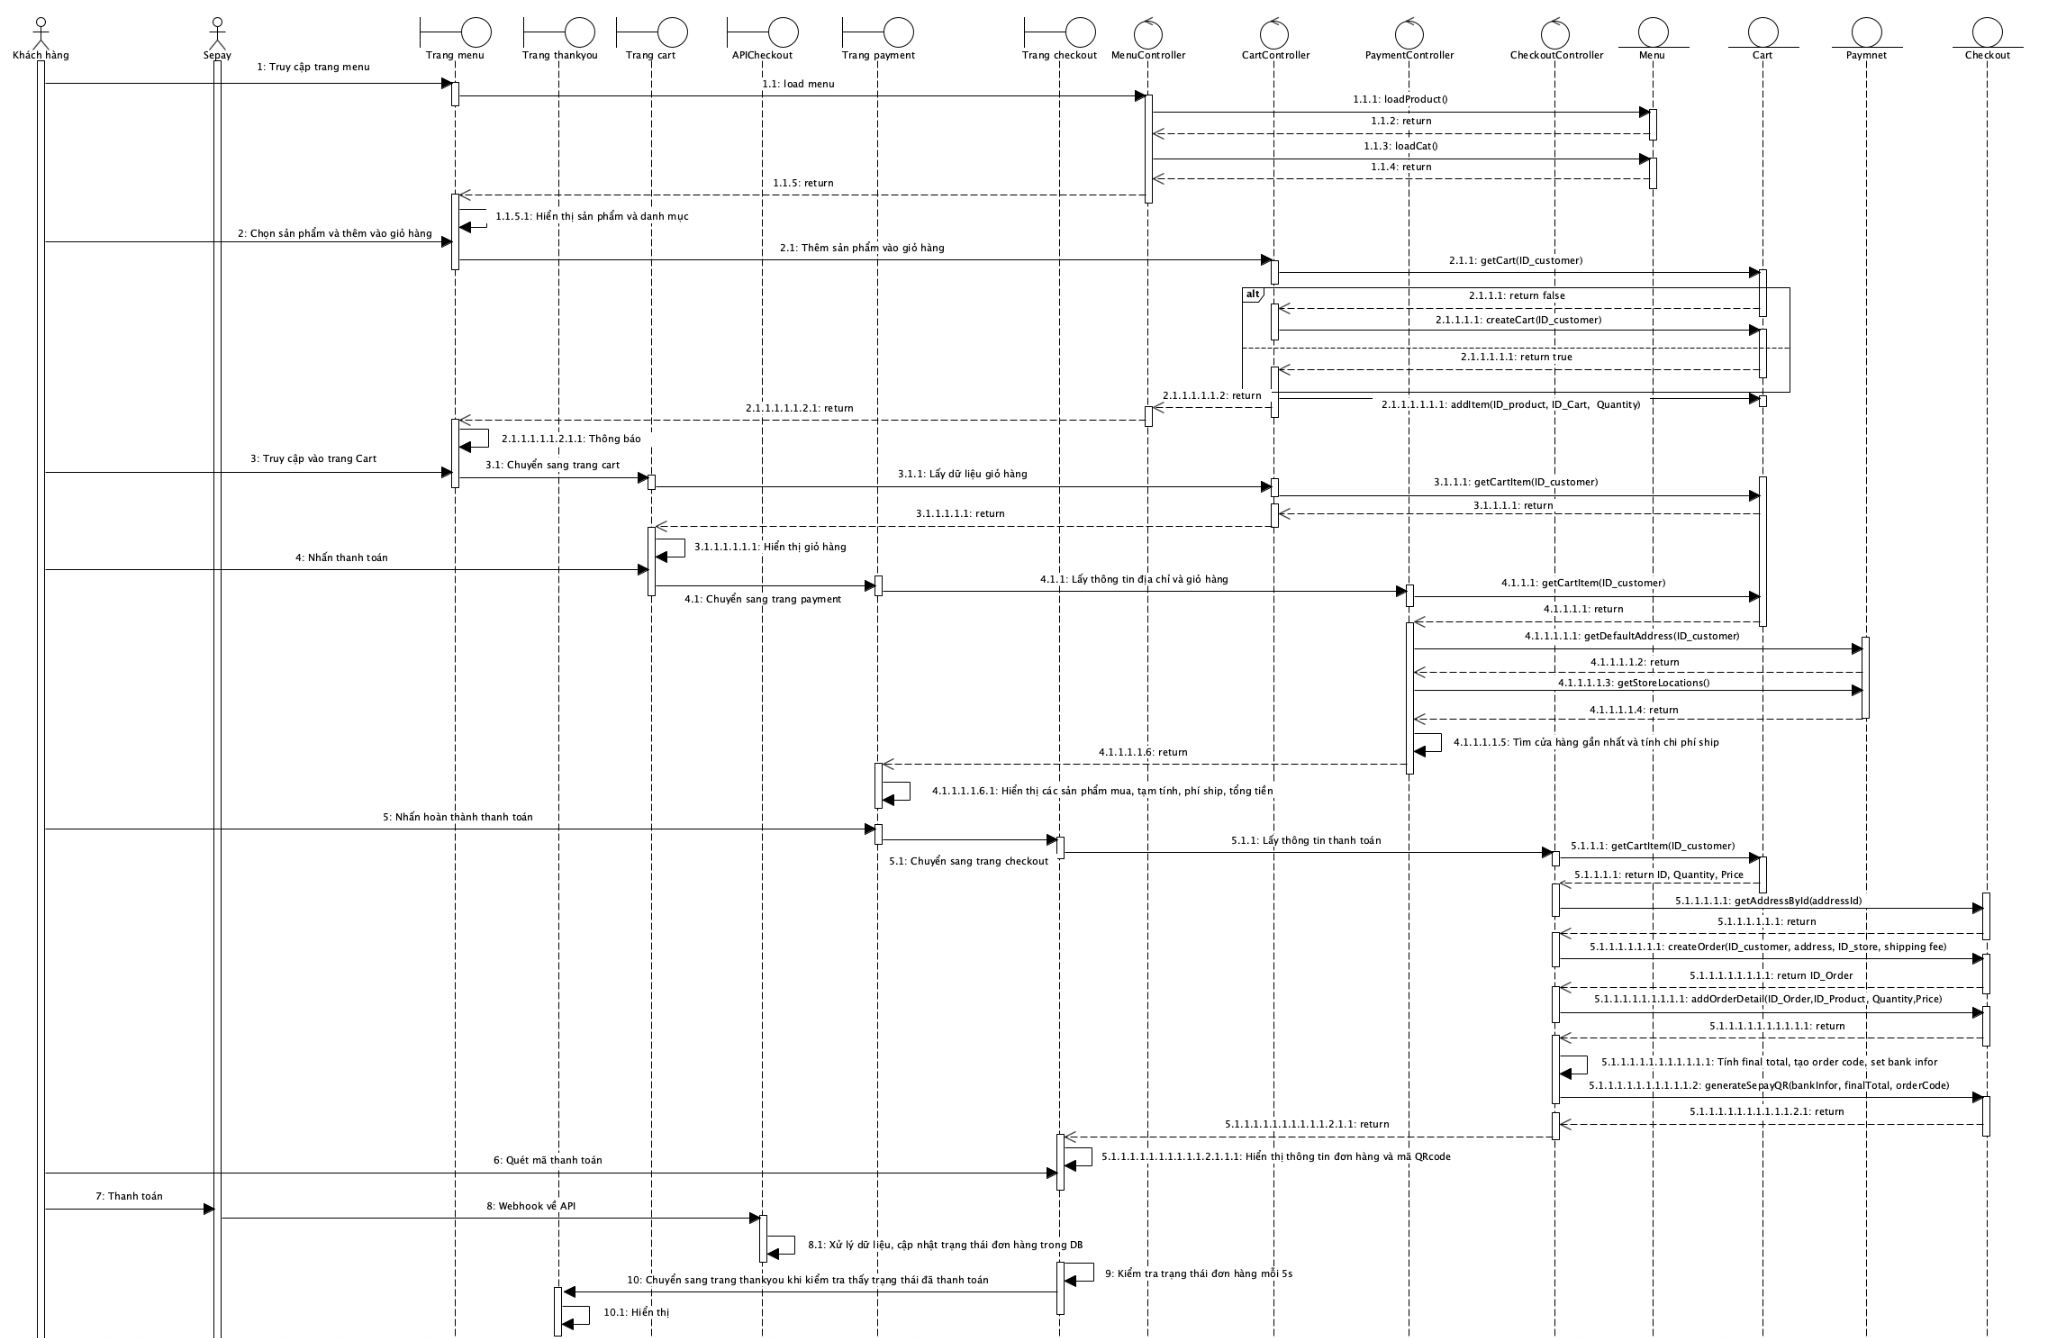 Khách hàng
Sepay
Trang menu
Trang thankyou
Trang cart
APICheckout
Trang payment
Trang checkout
MenuController
CartController
PaymentController
CheckoutController
Menu
Cart
Paymnet
Checkout
1: Truy cập trang menu
1.1: load menu
1.1.1: loadProduct()
1.1.2: return
1.1.3: loadCat()
1.1.4: return
1.1.5: return
1.1.5.1: Hiển thị sản phẩm và danh mục
2: Chọn sản phẩm và thêm vào giỏ hàng
2.1: Thêm sản phẩm vào giỏ hàng
2.1.1: getCart(ID_customer)
alt
2.1.1.1: return false
2.1.1.1.1: createCart(ID_customer)
2.1.1.1.1.1: return true
2.1.1.1.1.1.2: return
2.1.1.1.1.1.1: addItem(ID_product, ID_Cart,  Quantity)
2.1.1.1.1.1.2.1: return
2.1.1.1.1.1.2.1.1: Thông báo
3: Truy cập vào trang Cart
3.1: Chuyển sang trang cart
3.1.1: Lấy dữ liệu giỏ hàng
3.1.1.1: getCartItem(ID_customer)
3.1.1.1.1: return
3.1.1.1.1.1: return
3.1.1.1.1.1.1: Hiển thị giỏ hàng
4: Nhấn thanh toán
4.1: Chuyển sang trang payment
4.1.1: Lấy thông tin địa chỉ và giỏ hàng
4.1.1.1: getCartItem(ID_customer)
4.1.1.1.1: return
4.1.1.1.1.1: getDefaultAddress(ID_customer)
4.1.1.1.1.2: return
4.1.1.1.1.3: getStoreLocations()
4.1.1.1.1.4: return
4.1.1.1.1.5: Tìm cửa hàng gần nhất và tính chi phí ship
4.1.1.1.1.6: return
4.1.1.1.1.6.1: Hiển thị các sản phẩm mua, tạm tính, phí ship, tổng tiền
5: Nhấn hoàn thành thanh toán
5.1: Chuyển sang trang checkout
5.1.1: Lấy thông tin thanh toán
5.1.1.1: getCartItem(ID_customer)
5.1.1.1.1: return ID, Quantity, Price
5.1.1.1.1.1: getAddressById(addressId)
5.1.1.1.1.1.1: return
5.1.1.1.1.1.1.1: createOrder(ID_customer, address, ID_store, shipping fee)
5.1.1.1.1.1.1.1.1: return ID_Order
5.1.1.1.1.1.1.1.1.1: addOrderDetail(ID_Order,ID_Product, Quantity,Price)
5.1.1.1.1.1.1.1.1.1.1: return
5.1.1.1.1.1.1.1.1.1.1.1: Tính final total, tạo order code, set bank infor
5.1.1.1.1.1.1.1.1.1.1.2: generateSepayQR(bankInfor, finalTotal, orderCode)
5.1.1.1.1.1.1.1.1.1.1.2.1: return
5.1.1.1.1.1.1.1.1.1.1.2.1.1: return
5.1.1.1.1.1.1.1.1.1.1.2.1.1.1: Hiển thị thông tin đơn hàng và mã QRcode
6: Quét mã thanh toán
7: Thanh toán
8: Webhook về API
8.1: Xử lý dữ liệu, cập nhật trạng thái đơn hàng trong DB
9: Kiểm tra trạng thái đơn hàng mỗi 5s
10: Chuyển sang trang thankyou khi kiểm tra thấy trạng thái đã thanh toán
10.1: Hiển thị